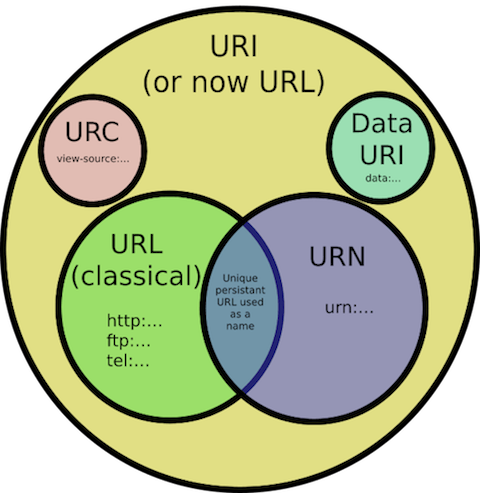 URI
(or now URL)
URC
view-source:...
Data
URI
data:...
URL
(classical)
http:...
ftp:...
tel:...
Unique
persistant
URL used
as a
name
URN
urn:...